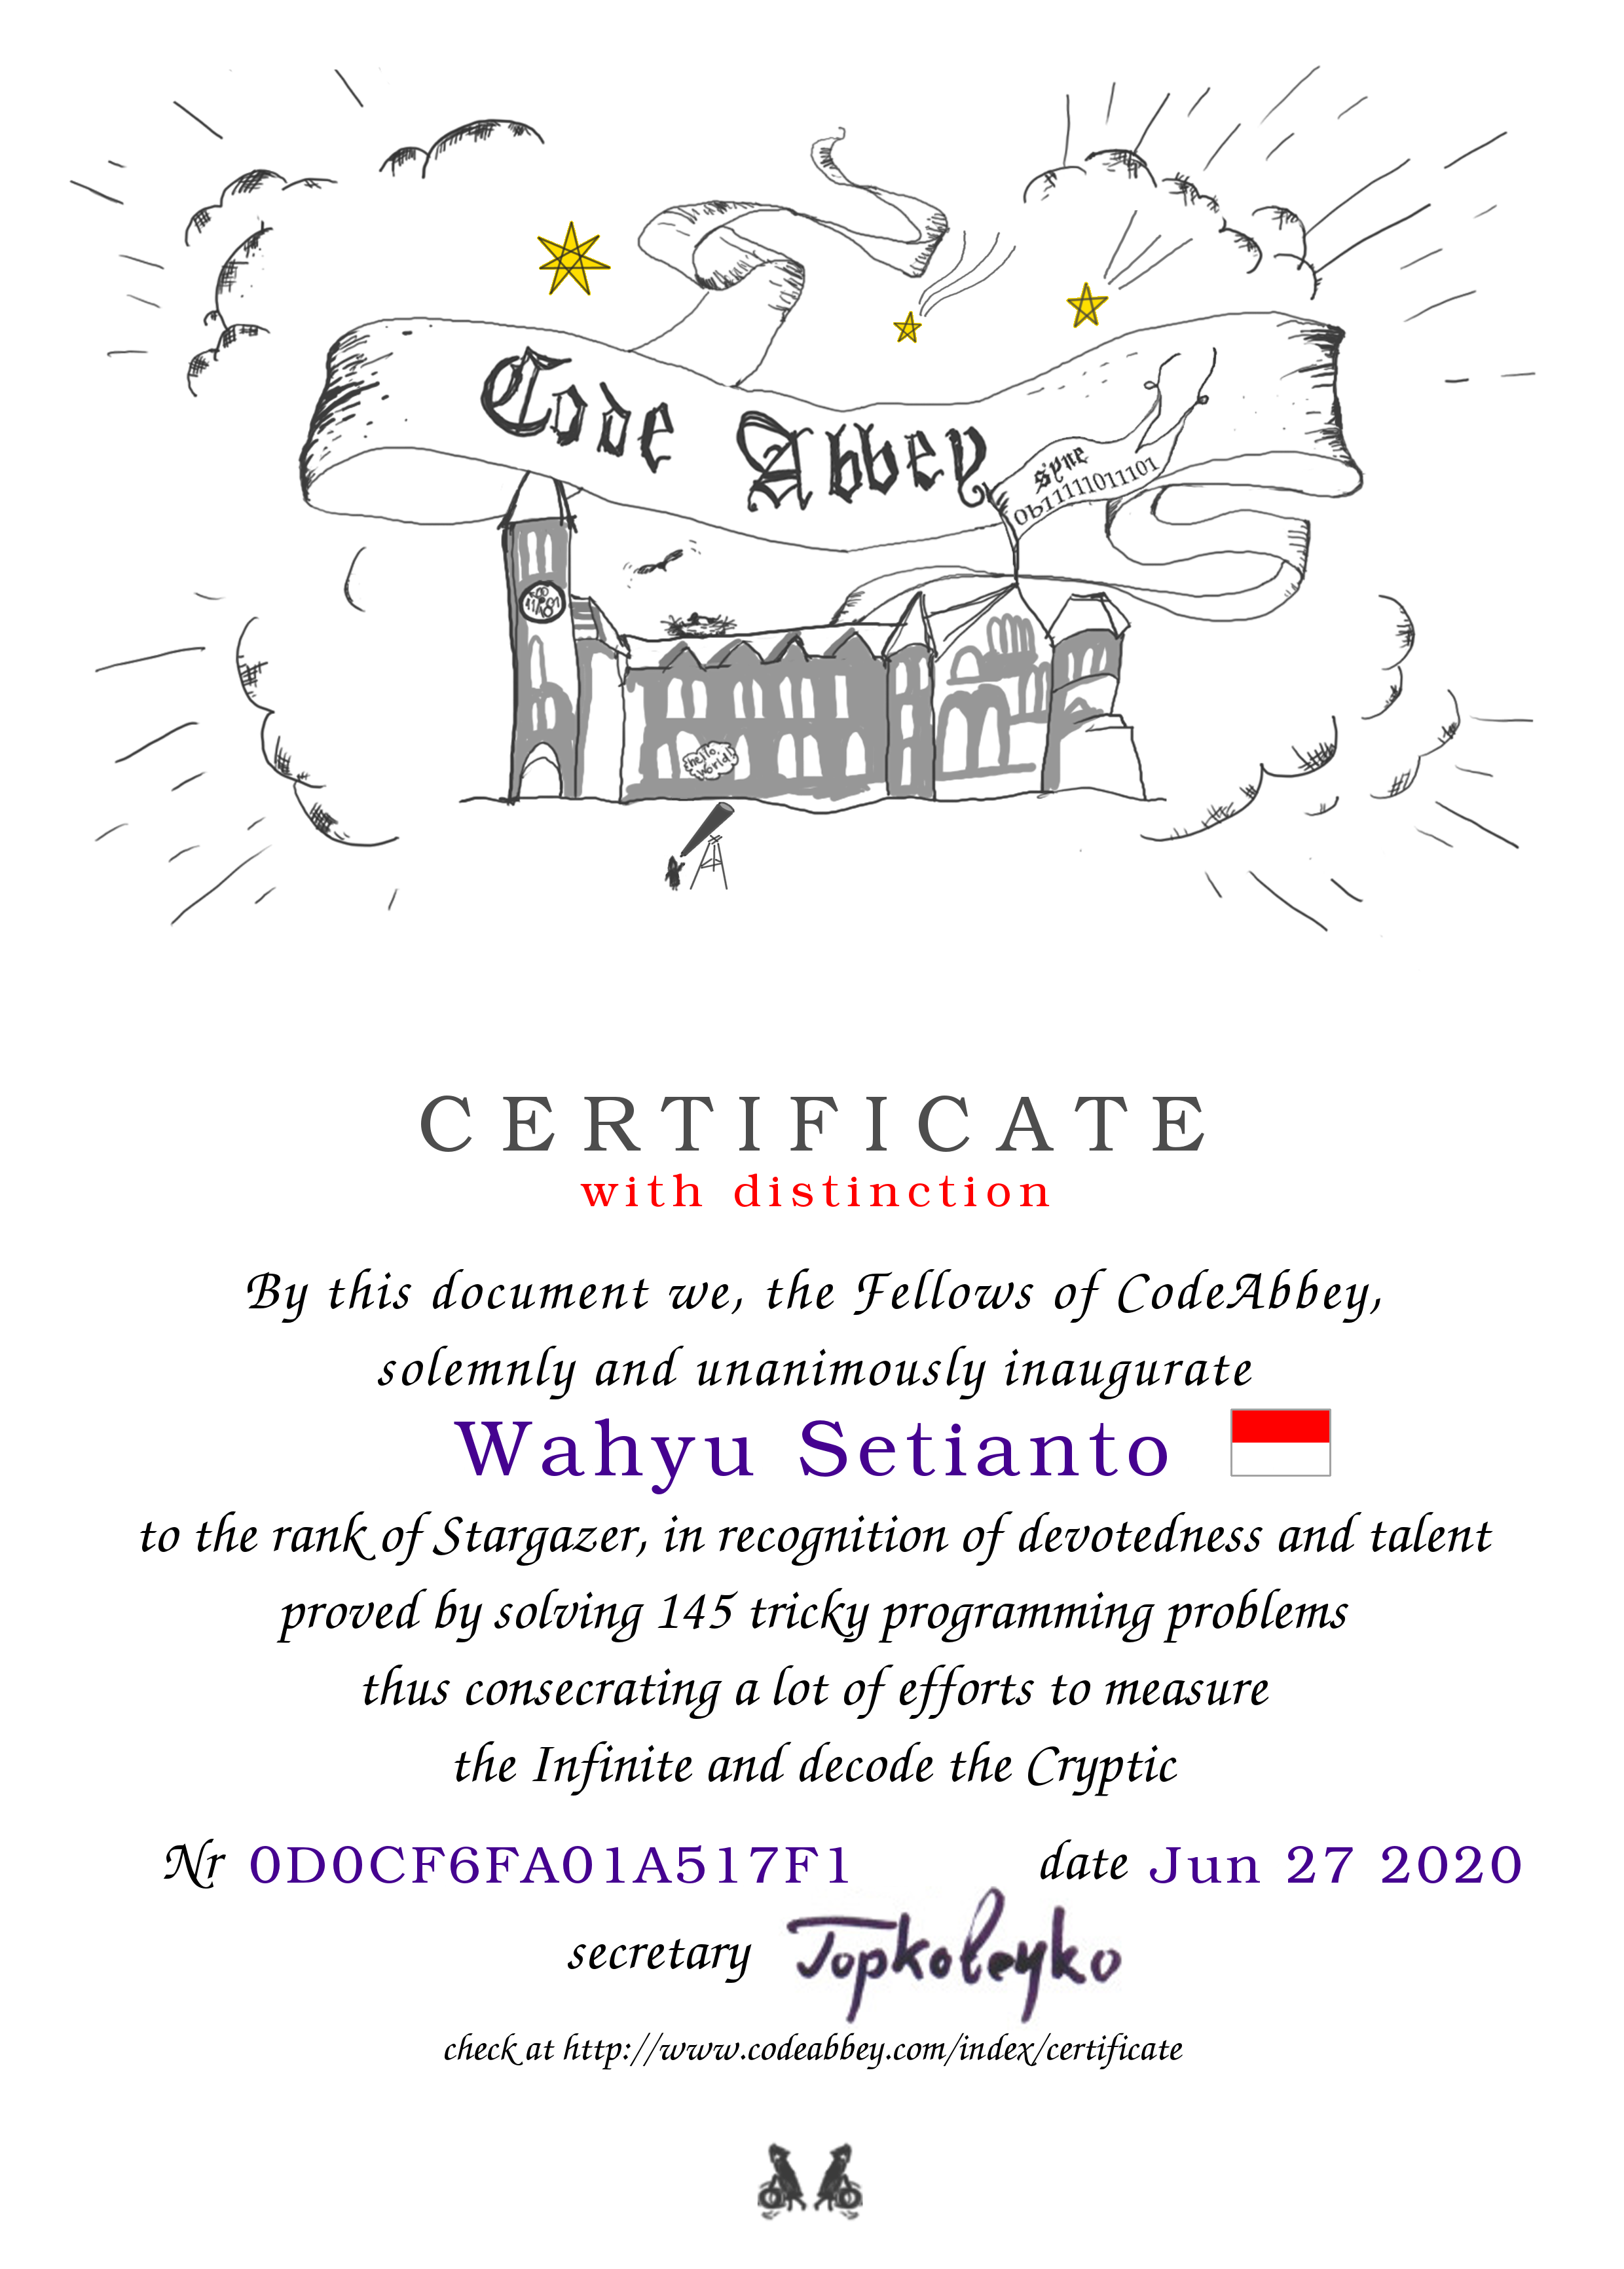 Code Abbey
syne
0b11111011101
hello,
world!
CERTIFICATE
with distinction
By this document we, the Fellows of CodeAbbey,
solemnly and unanimously inaugurate
Wahyu Setianto
to the rank of Stargazer, in recognition of devotedness and talent
proved by solving 145 tricky programming problems
thus consecrating a lot of efforts to measure
the Infinite and decode the Cryptic
Nr 0D0CF6FA01A517F1 date Jun 27 2020
secretary
check at http://www.codeabbey.com/index/certificate